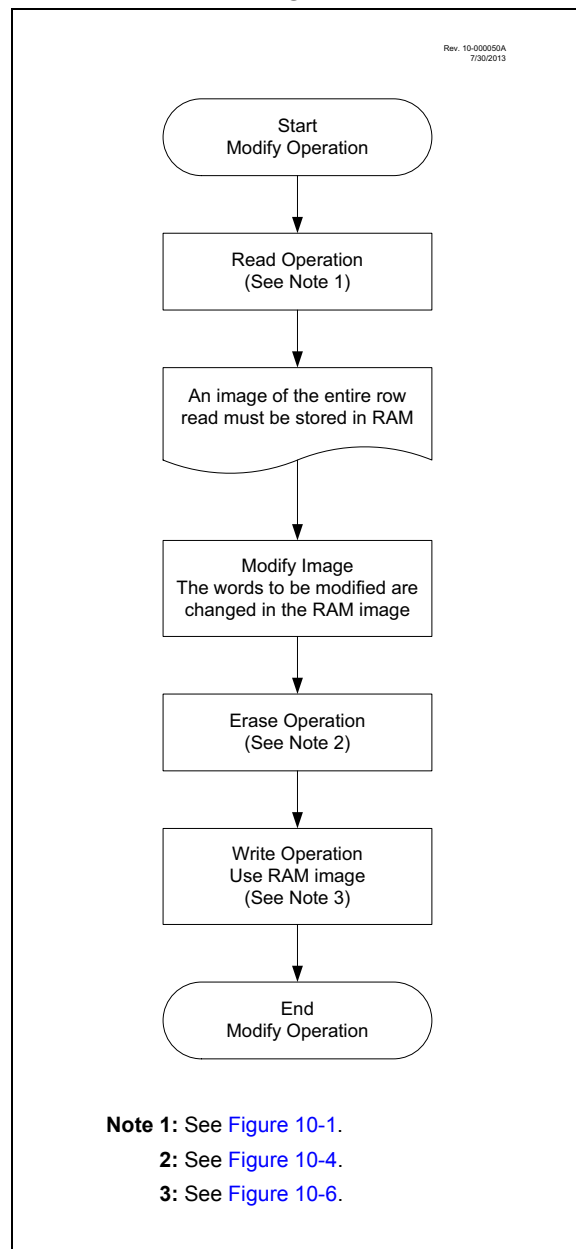 Rev. 10-000050A
7/30/2013
Start
Modify Operation
Read Operation
(See Note 1)
An image of the entire row
read must be stored in RAM
Modify Image
The words to be modified are
changed in the RAM image
Erase Operation
(See Note 2)
Write Operation
Use RAM image
(See Note 3)
End
Modify Operation
Note 1: See Figure 10-1.
2: See Figure 10-4.
3: See Figure 10-6.